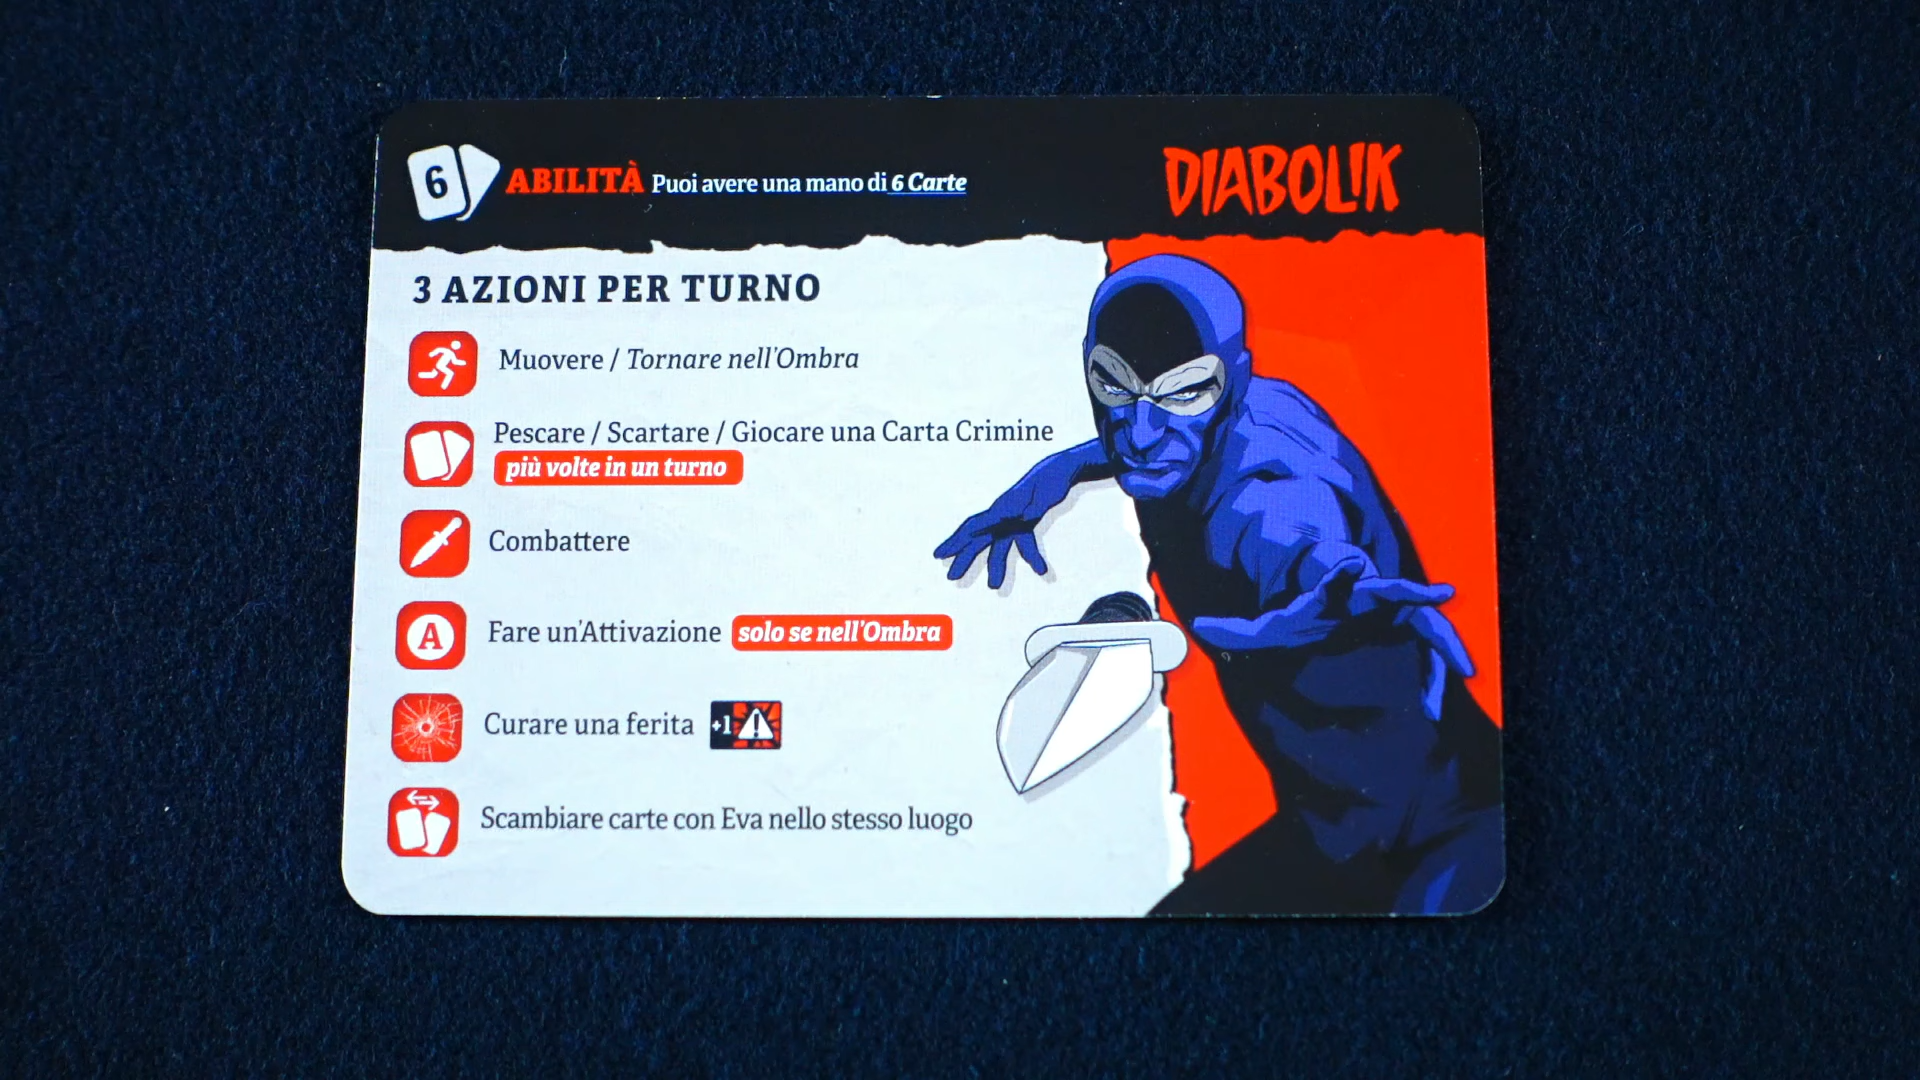 6 ABILITÀ Puoi avere una mano di 6 Carte
DIABOLIK
3 AZIONI PER TURNO
Muovere / Tornare nell'Ombra
Pescare / Scartare / Giocare una Carta Crimine
più volte in un turno
Combattere
A Fare un'Attivazione solo se nell'Ombra
Curare una ferita +1 !
Scambiare carte con Eva nello stesso luogo